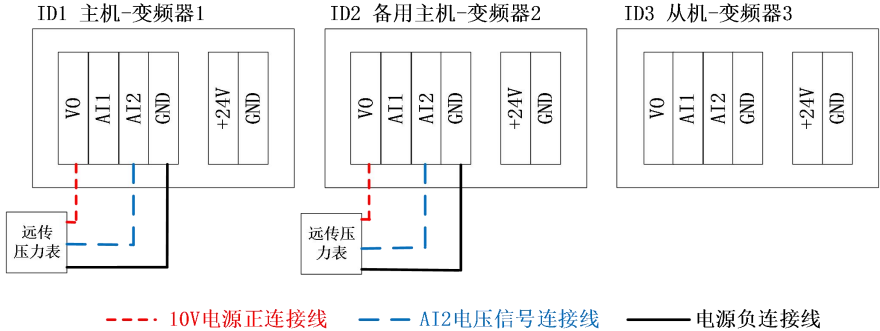 ID1 主机-变频器1
ID2 备用主机-变频器2
ID3 从机-变频器3
VO AI1 AI2 GND +24V GND
VO AI1 AI2 GND +24V GND
VO AI1 AI2 GND +24V GND
远传
压力表
远传压
力表
10V电源正连接线
AI2电压信号连接线
电源负连接线